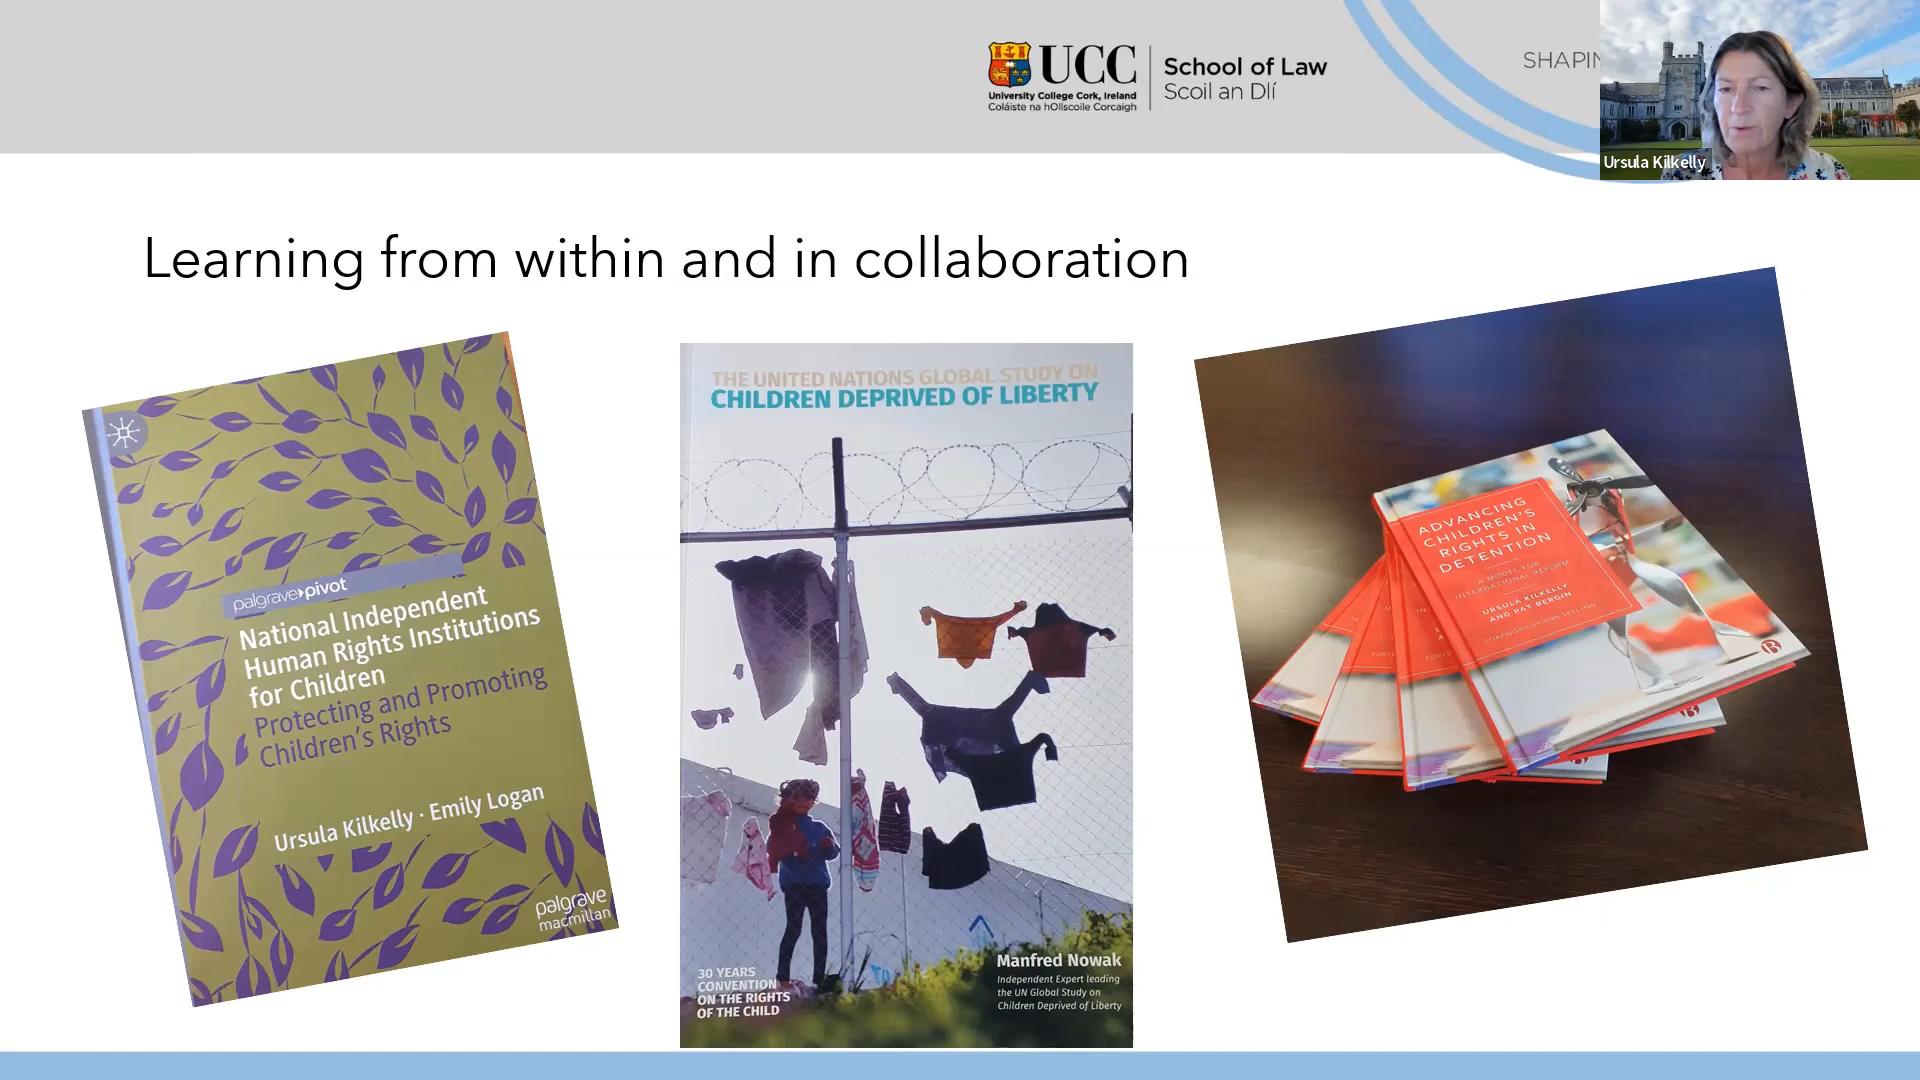 UCC
University College Cork, Ireland
Coláiste na hOllscoile Corcaigh
School of Law
Scoil an Dlí
Ursula Kilkelly
Learning from within and in collaboration
palgrave pivot
National Independent
Human Rights Institutions
for Children
Protecting and Promoting
Children's Rights
Ursula Kilkelly · Emily Logan
palgrave
macmillan
THE UNITED NATIONS GLOBAL STUDY ON
CHILDREN DEPRIVED OF LIBERTY
30 YEARS
CONVENTION
ON THE RIGHTS
OF THE CHILD
Manfred Nowak
Independent Expert leading
the UN Global Study on
Children Deprived of Liberty
ADVANCING
CHILDREN'S
RIGHTS IN
DETENTION
A MODEL FOR
INTERNATIONAL REFORM
URSULA KILKELLY
AND PAT BERGIN
FOREWORD BY ANN SKELTON